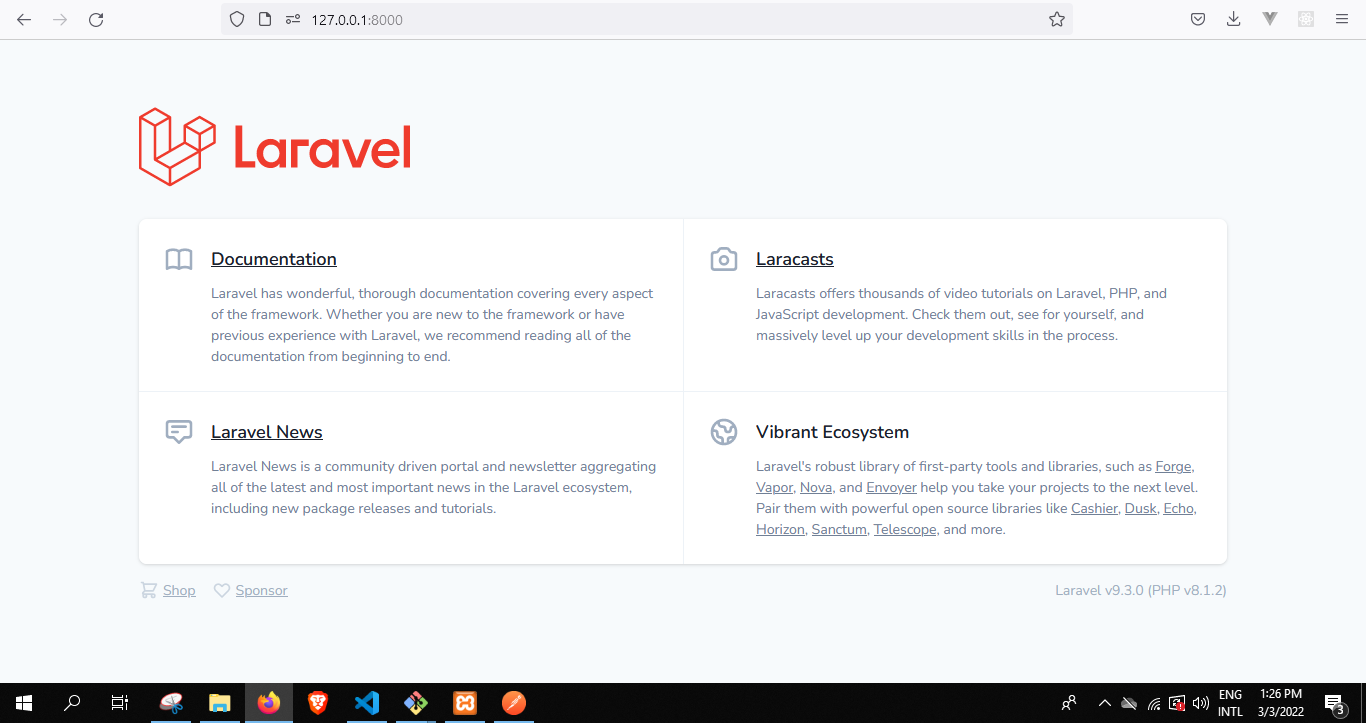 127.0.0.1:8000
Laravel
Documentation
Laravel has wonderful, thorough documentation covering every aspect
of the framework. Whether you are new to the framework or have
previous experience with Laravel, we recommend reading all of the
documentation from beginning to end.
Laracasts
Laracasts offers thousands of video tutorials on Laravel, PHP, and
JavaScript development. Check them out, see for yourself, and
massively level up your development skills in the process.
Laravel News
Laravel News is a community driven portal and newsletter aggregating
all of the latest and most important news in the Laravel ecosystem,
including new package releases and tutorials.
Vibrant Ecosystem
Laravel's robust library of first-party tools and libraries, such as Forge,
Vapor, Nova, and Envoyer help you take your projects to the next level.
Pair them with powerful open source libraries like Cashier, Dusk, Echo,
Horizon, Sanctum, Telescope, and more.
Shop
Sponsor
Laravel v9.3.0 (PHP v8.1.2)
ENG
INTL
1:26 PM
3/3/2022
3